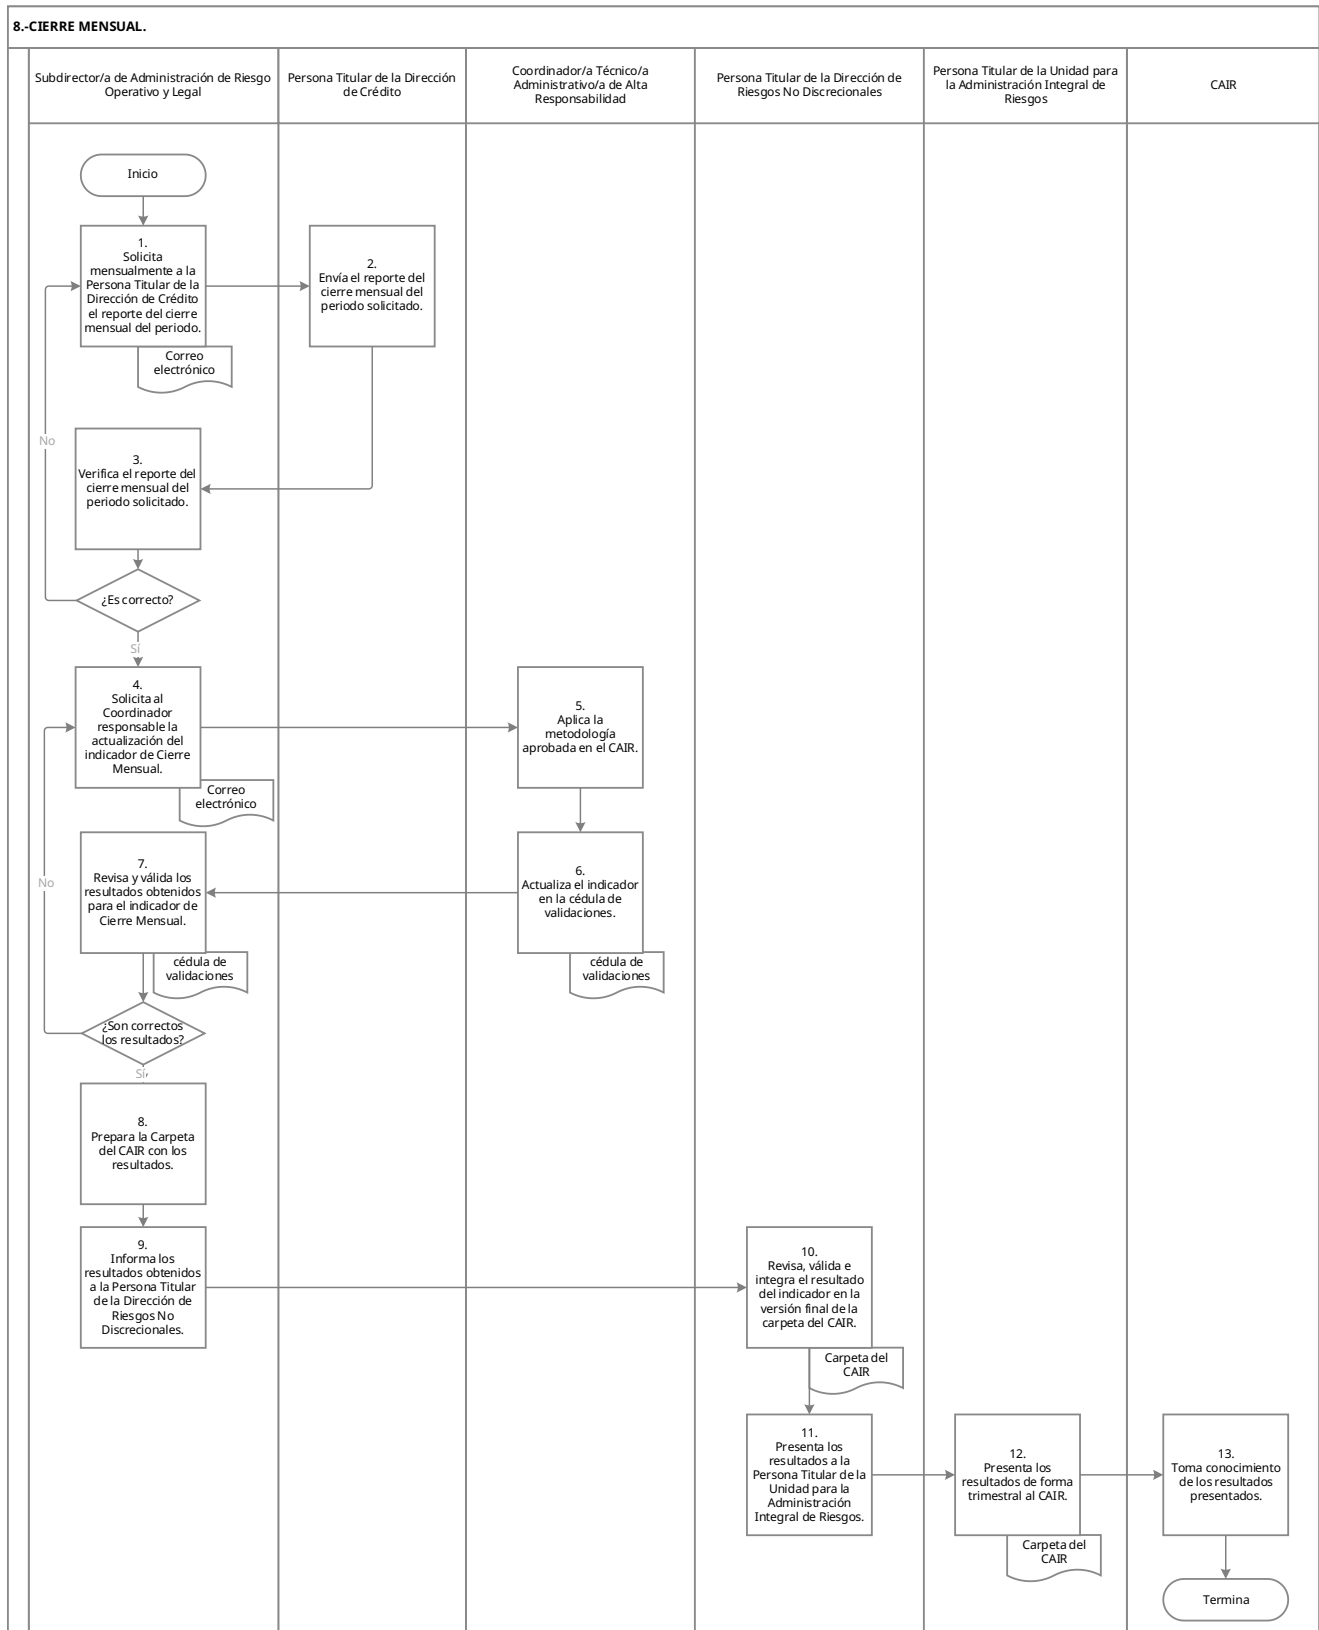 8.-CIERRE MENSUAL.
Subdirector/a de Administración de Riesgo
Operativo y Legal
Persona Titular de la Dirección
de Crédito
Coordinador/a Técnico/a
Administrativo/a de Alta
Responsabilidad
Persona Titular de la Dirección de
Riesgos No Discrecionales
Persona Titular de la Unidad para
la Administración Integral de
Riesgos
CAIR
Inicio
1.
Solicita
mensualmente a la
Persona Titular de la
Dirección de Crédito
el reporte del cierre
mensual del periodo.
Correo
electrónico
2.
Envía el reporte del
cierre mensual del
periodo solicitado.
No
3.
Verifica el reporte del
cierre mensual del
periodo solicitado.
¿Es correcto?
Sí
4.
Solicita al
Coordinador
responsable la
actualización del
indicador de Cierre
Mensual.
Correo
electrónico
5.
Aplica la
metodología
aprobada en el CAIR.
6.
Actualiza el indicador
en la cédula de
validaciones.
cédula de
validaciones
No
7.
Revisa y válida los
resultados obtenidos
para el indicador de
Cierre Mensual.
cédula de
validaciones
¿Son correctos
los resultados?
Sí
8.
Prepara la Carpeta
del CAIR con los
resultados.
9.
Informa los
resultados obtenidos
a la Persona Titular
de la Dirección de
Riesgos No
Discrecionales.
10.
Revisa, válida e
integra el resultado
del indicador en la
versión final de la
carpeta del CAIR.
Carpeta del
CAIR
11.
Presenta los
resultados a la
Persona Titular de la
Unidad para la
Administración
Integral de Riesgos.
12.
Presenta los
resultados de forma
trimestral al CAIR.
Carpeta del
CAIR
13.
Toma conocimiento
de los resultados
presentados.
Termina